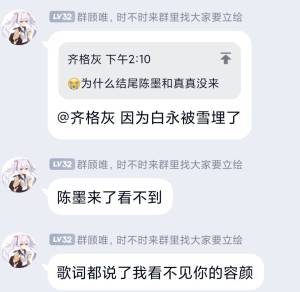 LV32 群顾唯，时不时来群里找大家要立绘
齐格灰 下午2:10
😭为什么结尾陈墨和真真没来
@齐格灰 因为白永被雪埋了
LV32 群顾唯，时不时来群里找大家要立绘
陈墨来了看不到
LV32 群顾唯，时不时来群里找大家要立绘
歌词都说了我看不见你的容颜